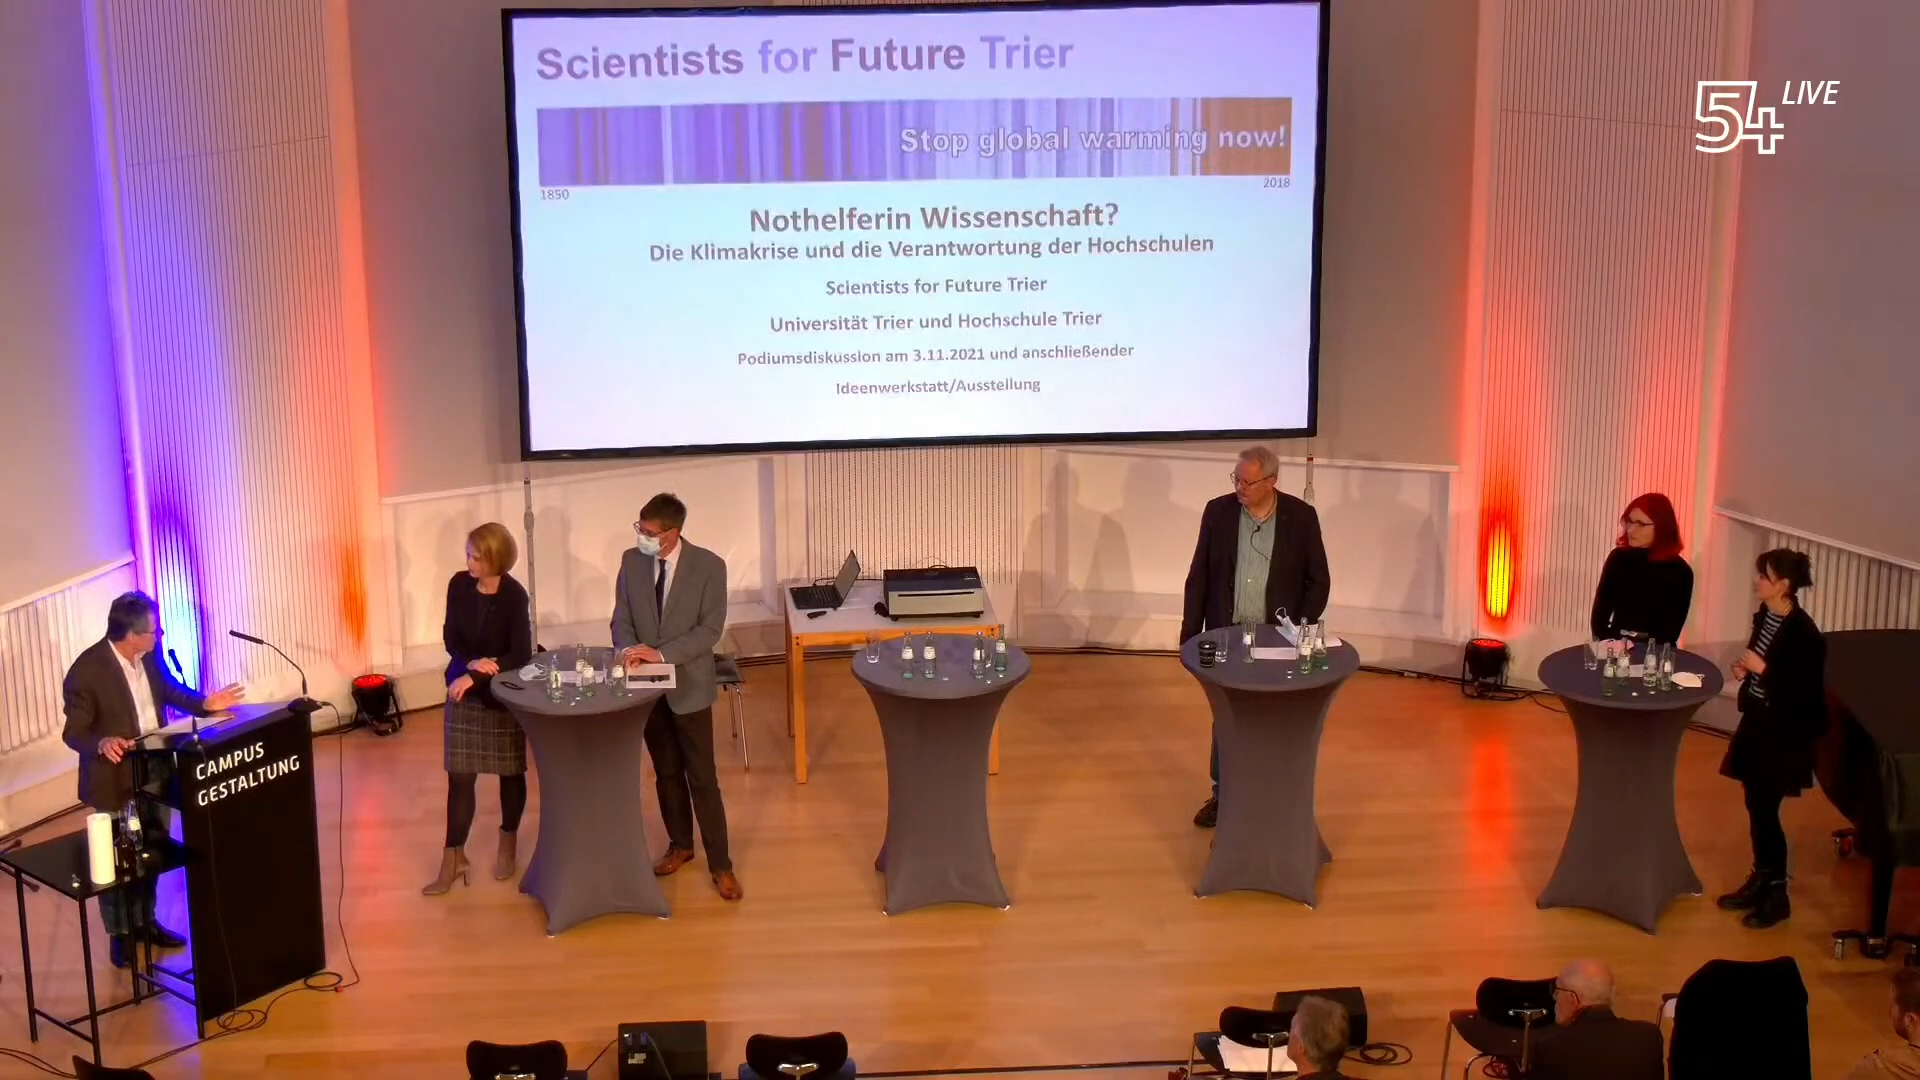 Scientists for Future Trier
Stop global warming now!
1850
2018
Nothelferin Wissenschaft?
Die Klimakrise und die Verantwortung der Hochschulen
Scientists for Future Trier
Universität Trier und Hochschule Trier
Podiumsdiskussion am 3.11.2021 und anschließender
Ideenwerkstatt/Ausstellung
54 LIVE
CAMPUS
GESTALTUNG